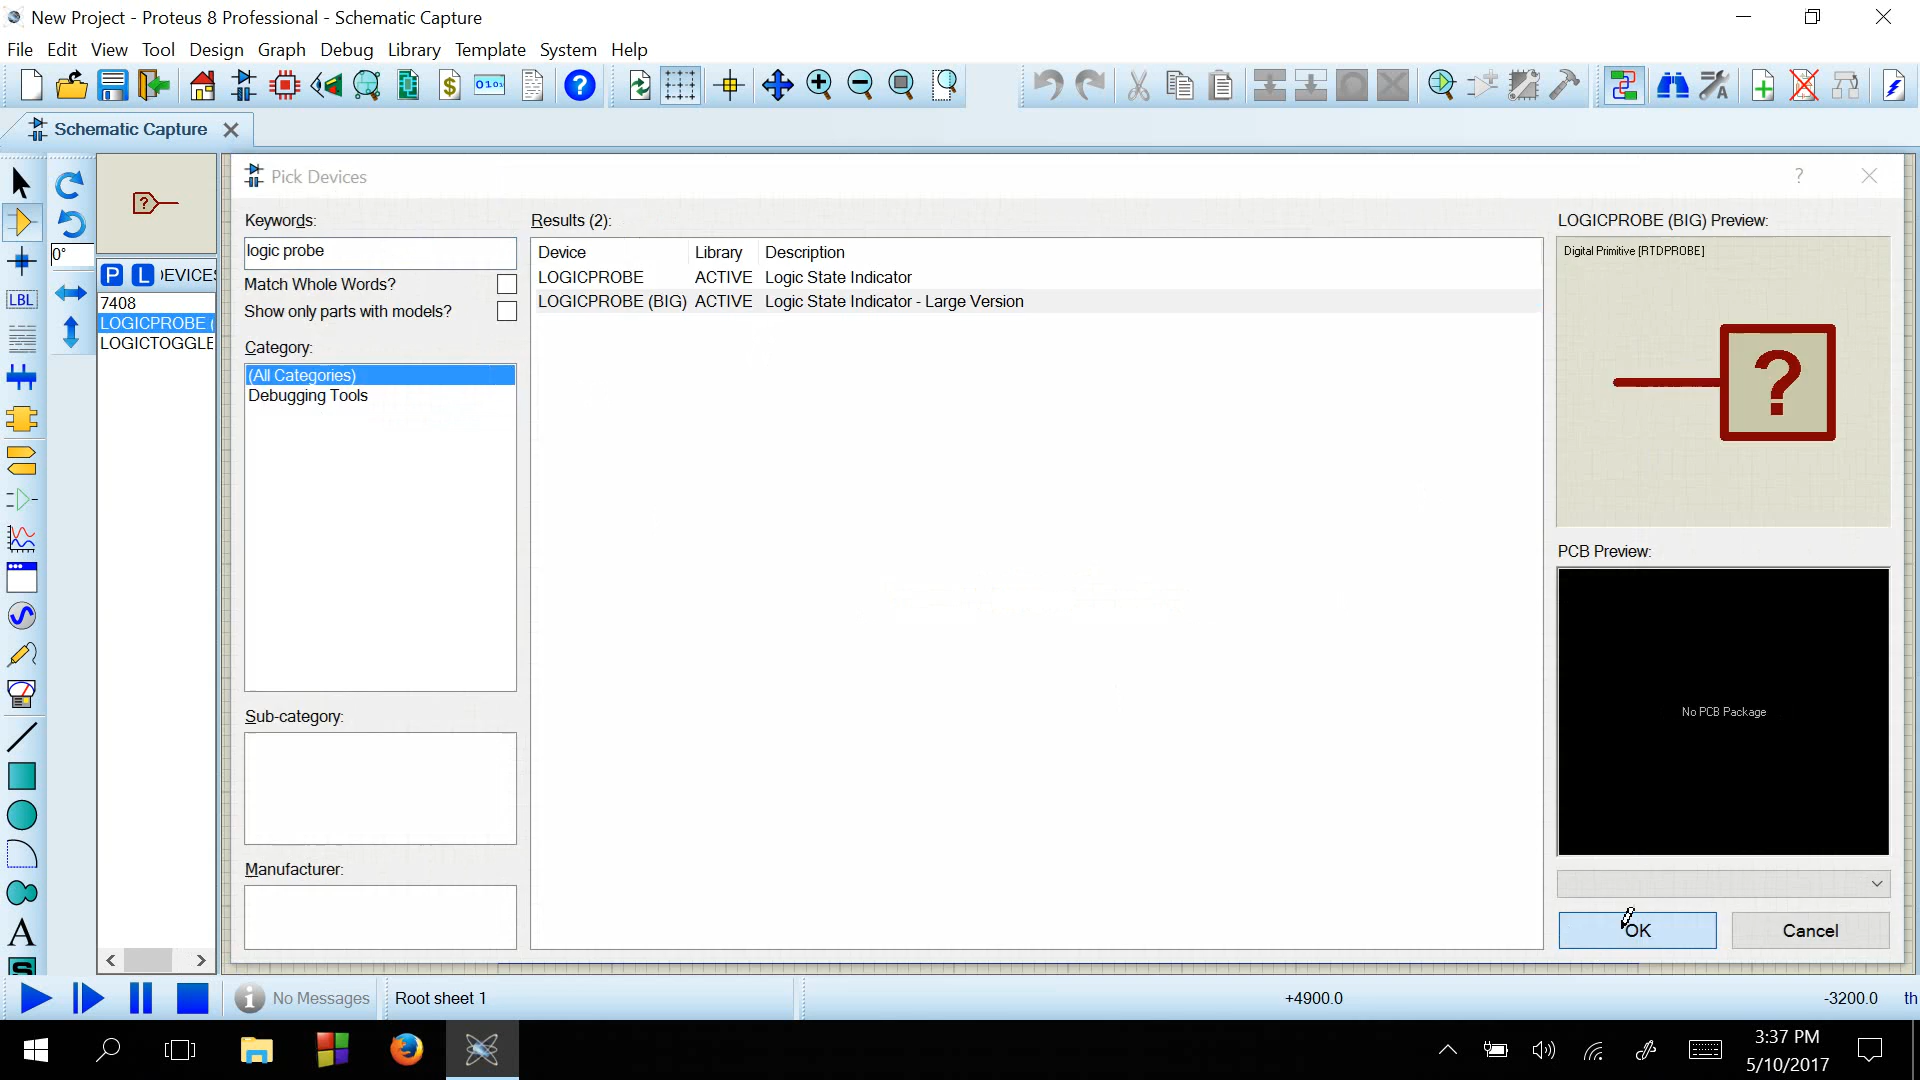 New Project - Proteus 8 Professional - Schematic Capture
File Edit View Tool Design Graph Debug Library Template System Help
Schematic Capture
0°
P L DEVICES
7408
LOGICPROBE (
LOGICTOGGLE
LBL
A
S
Pick Devices
Keywords:
logic probe
Match Whole Words?
Show only parts with models?
Category:
(All Categories)
Debugging Tools
Sub-category:
Manufacturer:
Results (2):
Device Library Description
LOGICPROBE ACTIVE Logic State Indicator
LOGICPROBE (BIG) ACTIVE Logic State Indicator - Large Version
LOGICPROBE (BIG) Preview:
Digital Primitive [RTDPROBE]
?
PCB Preview:
No PCB Package
OK Cancel
No Messages Root sheet 1 +4900.0 -3200.0 th
3:37 PM
5/10/2017